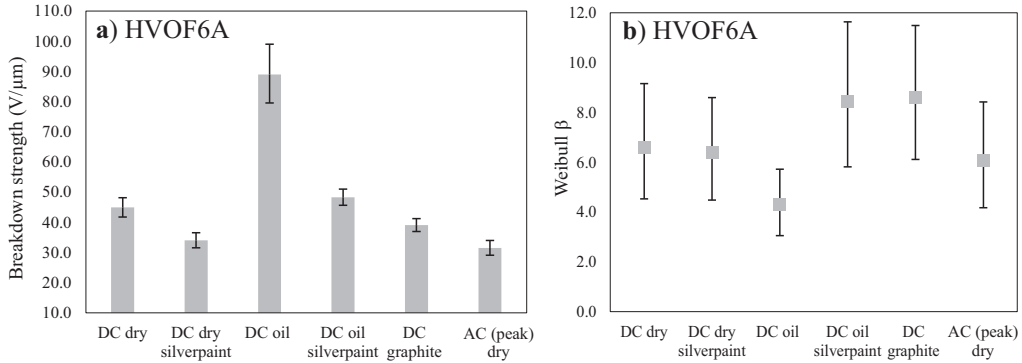 a) HVOF6A
Breakdown strength (V/μm)
110.0
100.0
90.0
80.0
70.0
60.0
50.0
40.0
30.0
20.0
10.0
DC dry
DC dry
silverpaint
DC oil
DC oil
silverpaint
DC
graphite
AC (peak)
dry
b) HVOF6A
Weibull β
12.0
10.0
8.0
6.0
4.0
2.0
0.0
DC dry
DC dry
silverpaint
DC oil
DC oil
silverpaint
DC
graphite
AC (peak)
dry